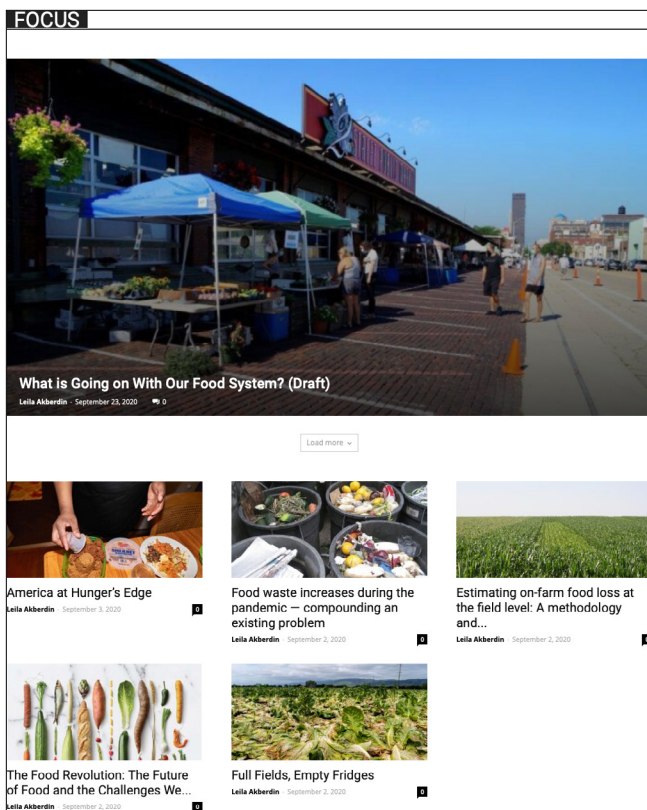 FOCUS
What is Going on With Our Food System? (Draft)
Leila Akberdin - September 23, 2020 0
Load more
America at Hunger's Edge
Leila Akberdin - September 3, 2020 0
Food waste increases during the
pandemic — compounding an
existing problem
Leila Akberdin - September 2, 2020 0
Estimating on-farm food loss at
the field level: A methodology
and...
Leila Akberdin - September 2, 2020
The Food Revolution: The Future
of Food and the Challenges We...
Leila Akberdin - September 2, 2020 0
Full Fields, Empty Fridges
Leila Akberdin - September 2, 2020 0